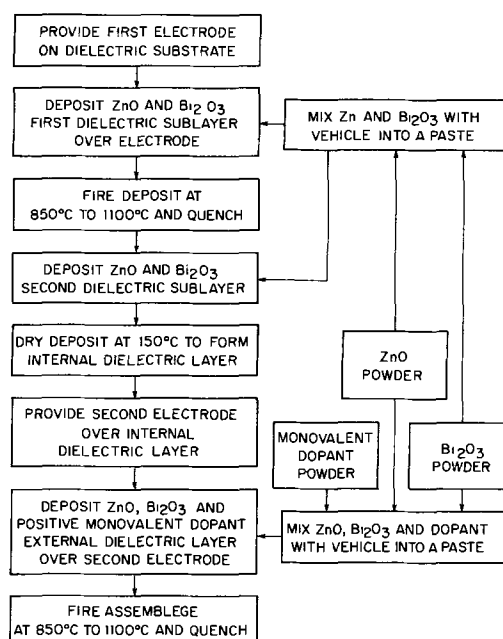 PROVIDE FIRST ELECTRODE
ON DIELECTRIC SUBSTRATE
DEPOSIT ZnO AND Bi2O3
FIRST DIELECTRIC SUBLAYER
OVER ELECTRODE
MIX Zn AND Bi2O3 WITH
VEHICLE INTO A PASTE
FIRE DEPOSIT AT
850°C TO 1100°C AND QUENCH
DEPOSIT ZnO AND Bi2O3
SECOND DIELECTRIC SUBLAYER
DRY DEPOSIT AT 150°C TO FORM
INTERNAL DIELECTRIC LAYER
ZnO
POWDER
PROVIDE SECOND ELECTRODE
OVER INTERNAL
DIELECTRIC LAYER
MONOVALENT
DOPANT
POWDER
Bi2O3
POWDER
DEPOSIT ZnO, Bi2O3 AND
POSITIVE MONOVALENT DOPANT
EXTERNAL DIELECTRIC LAYER
OVER SECOND ELECTRODE
MIX ZnO, Bi2O3 AND DOPANT
WITH VEHICLE INTO A PASTE
FIRE ASSEMBLEGE
AT 850°C TO 1100°C AND QUENCH